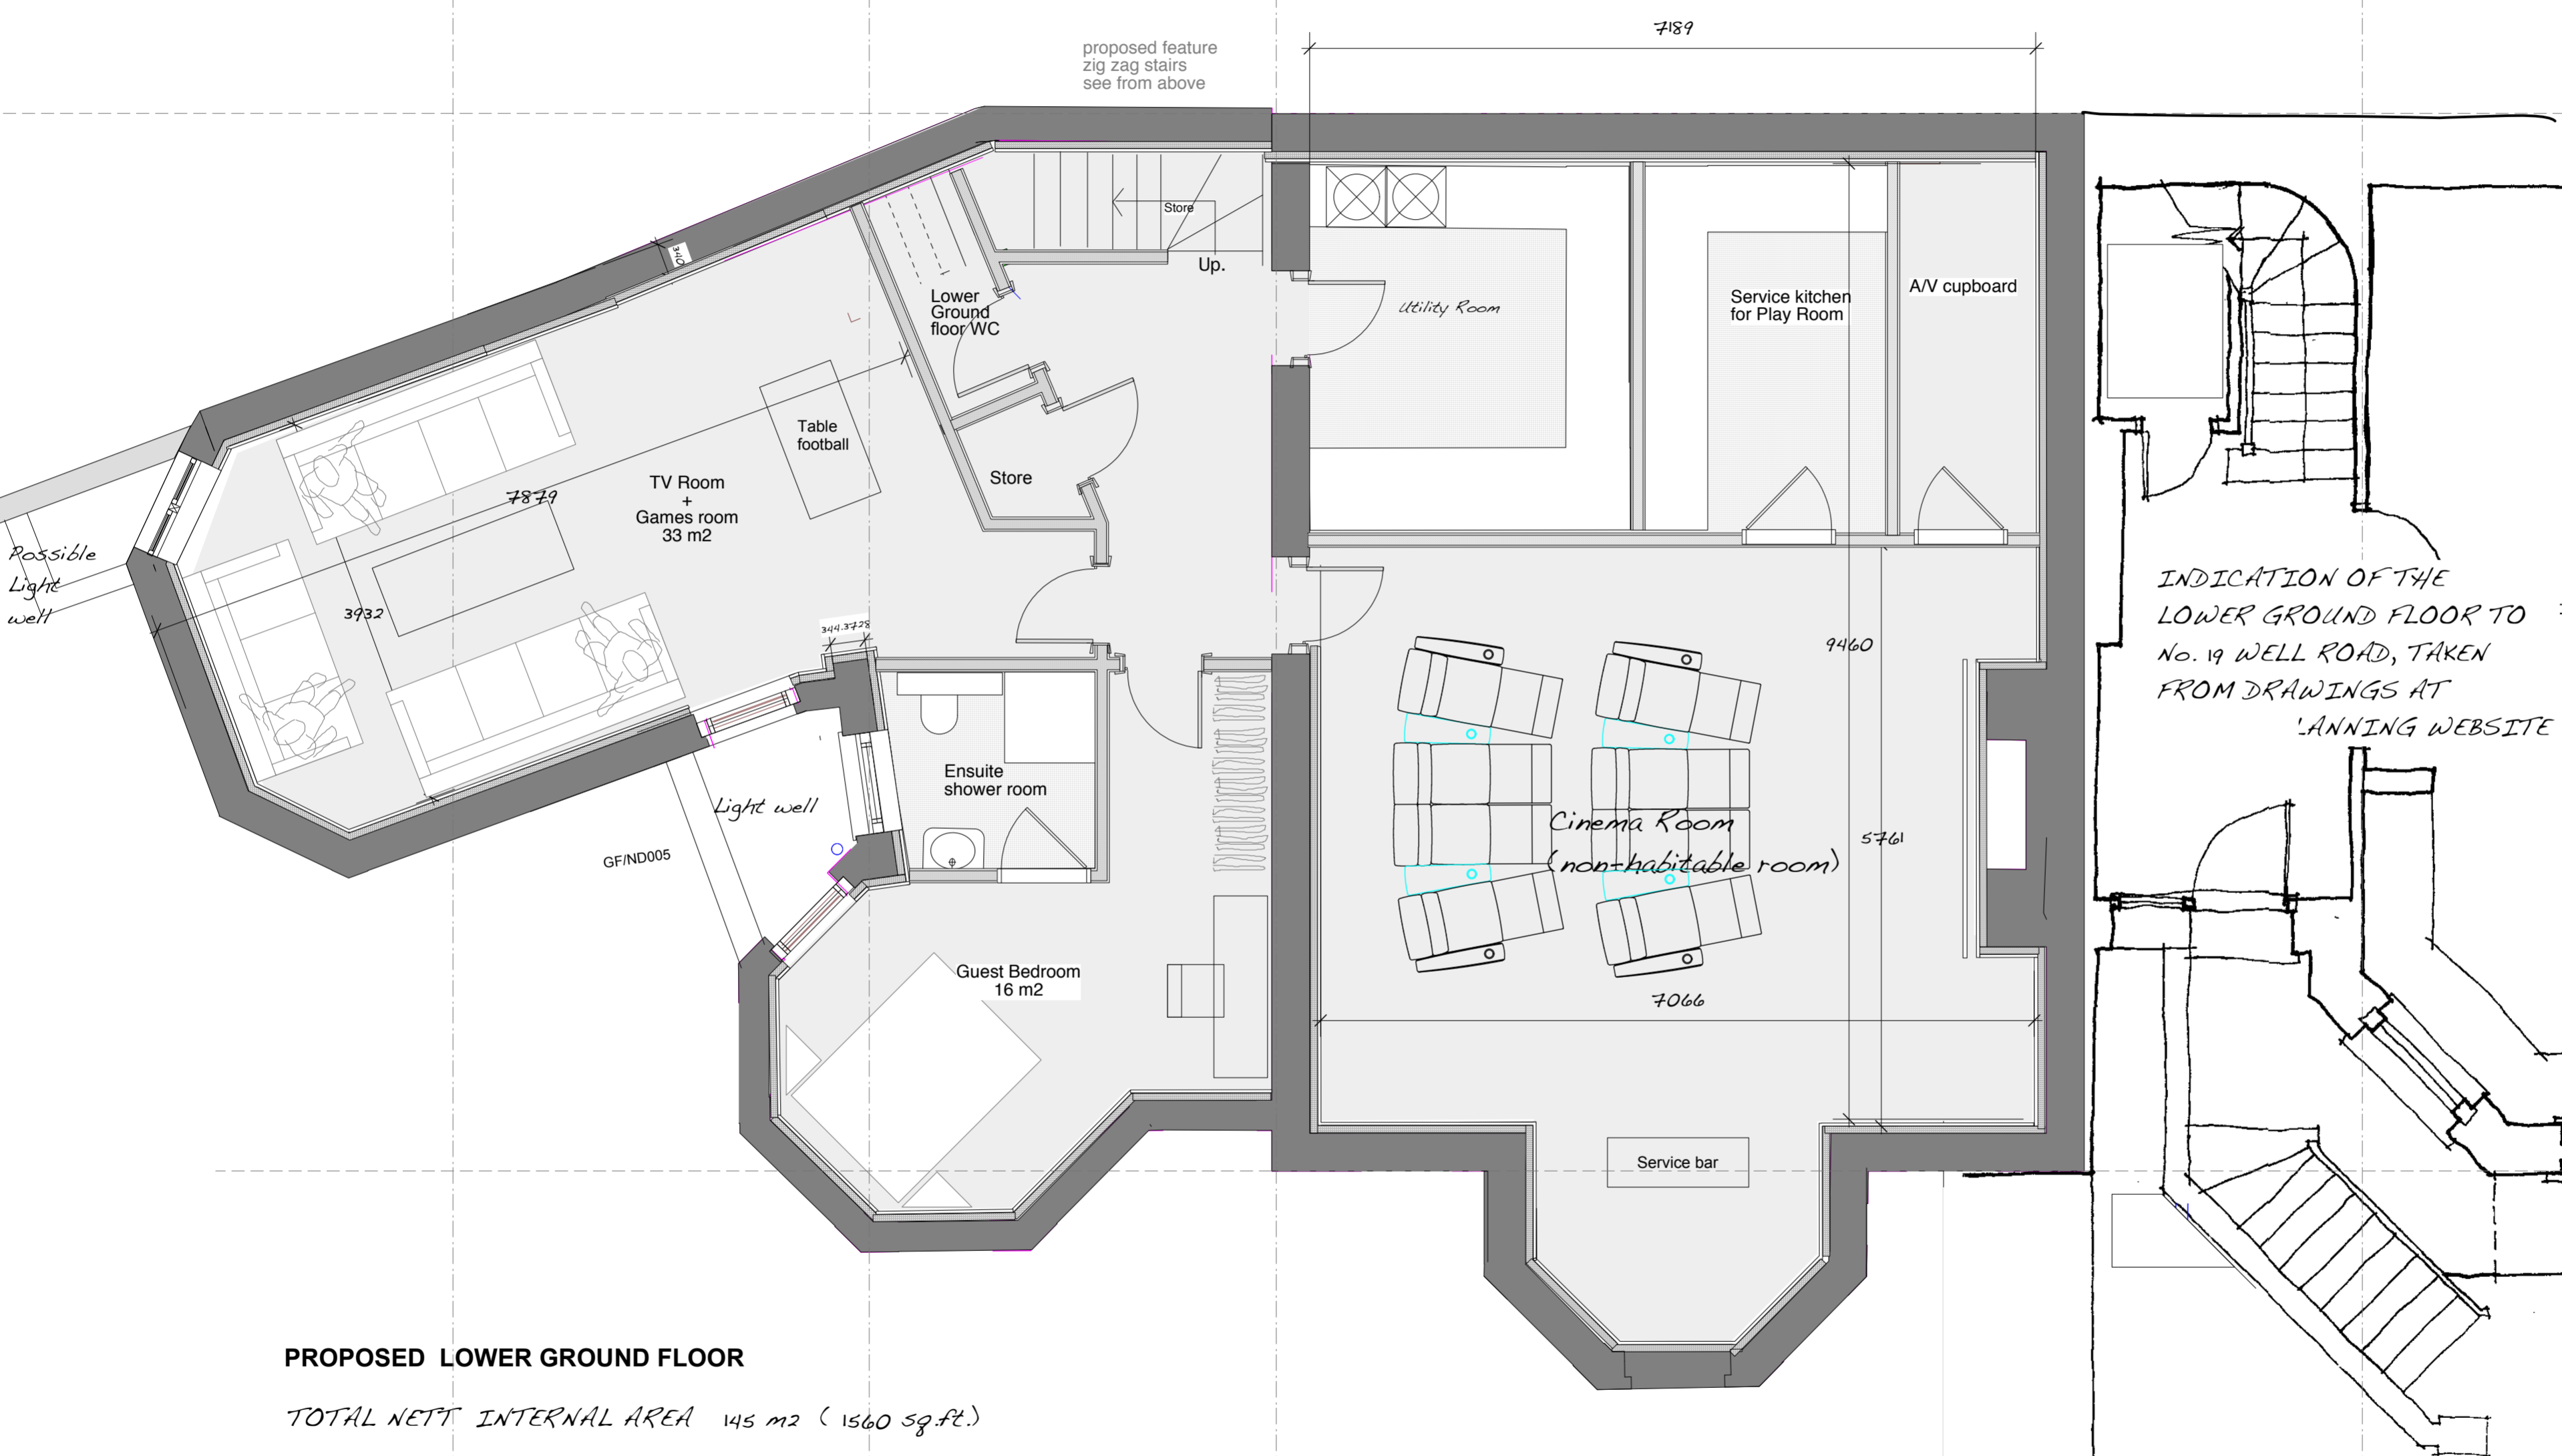 7189
proposed feature
zig zag stairs
see from above
Store
Up.
340
Lower
Ground
floor WC
Utility Room
Service kitchen
for Play Room
A/V cupboard
Table
football
Store
TV Room
+
Games room
33 m2
7879
3932
Possible
Light
well
344.3728
INDICATION OF THE
LOWER GROUND FLOOR TO
No. 19 WELL ROAD, TAKEN
FROM DRAWINGS AT
'ANNING WEBSITE
9460
5761
Ensuite
shower room
Light well
GF/ND005
Cinema Room
(non-habitable room)
Guest Bedroom
16 m2
7066
Service bar
PROPOSED LOWER GROUND FLOOR
TOTAL NETT INTERNAL AREA 145 m2 ( 1560 sq.ft.)